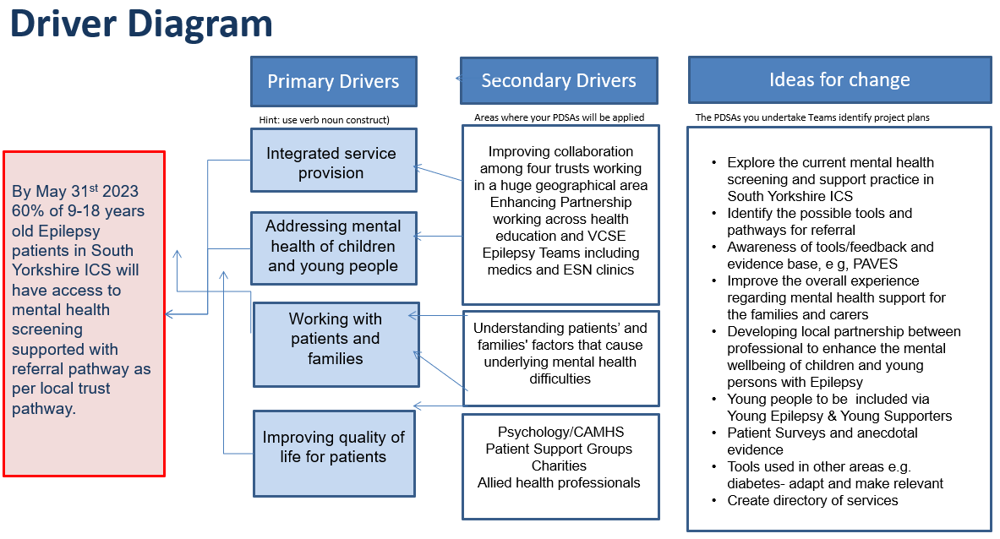 Driver Diagram
Primary Drivers
Secondary Drivers
Ideas for change
Hint: use verb noun construct)
Areas where your PDSAs will be applied
The PDSAs you undertake Teams identify project plans
By May 31st 2023
60% of 9-18 years
old Epilepsy
patients in South
Yorkshire ICS will
have access to
mental health
screening
supported with
referral pathway as
per local trust
pathway.
Integrated service
provision
Addressing mental
health of children
and young people
Working with
patients and
families
Improving quality of
life for patients
Improving collaboration
among four trusts working
in a huge geographical area
Enhancing Partnership
working across health
education and VCSE
Epilepsy Teams including
medics and ESN clinics
Understanding patients’ and
families' factors that cause
underlying mental health
difficulties
Psychology/CAMHS
Patient Support Groups
Charities
Allied health professionals
• Explore the current mental health
screening and support practice in
South Yorkshire ICS
• Identify the possible tools and
pathways for referral
• Awareness of tools/feedback and
evidence base, e g, PAVES
• Improve the overall experience
regarding mental health support for
the families and carers
• Developing local partnership between
professional to enhance the mental
wellbeing of children and young
persons with Epilepsy
• Young people to be included via
Young Epilepsy & Young Supporters
• Patient Surveys and anecdotal
evidence
• Tools used in other areas e.g.
diabetes- adapt and make relevant
• Create directory of services